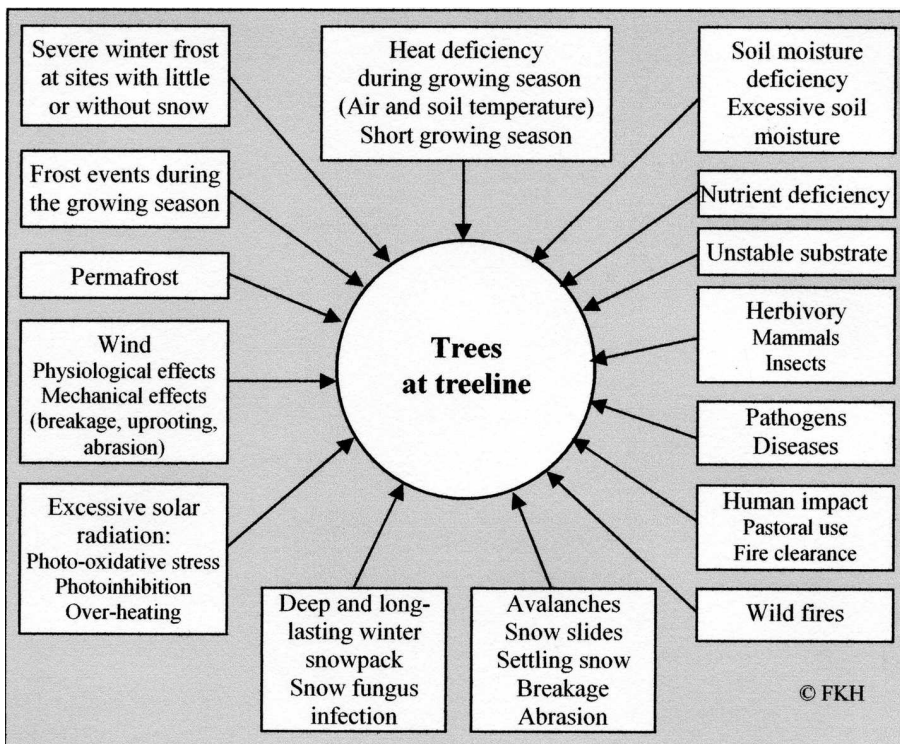 Severe winter frost
at sites with little
or without snow
Heat deficiency
during growing season
(Air and soil temperature)
Short growing season
Soil moisture
deficiency
Excessive soil
moisture
Frost events during
the growing season
Nutrient deficiency
Permafrost
Unstable substrate
Wind
Physiological effects
Mechanical effects
(breakage, uprooting,
abrasion)
Trees
at treeline
Herbivory
Mammals
Insects
Pathogens
Diseases
Excessive solar
radiation:
Photo-oxidative stress
Photoinhibition
Over-heating
Human impact
Pastoral use
Fire clearance
Deep and long-
lasting winter
snowpack
Snow fungus
infection
Avalanches
Snow slides
Settling snow
Breakage
Abrasion
Wild fires
© FKH